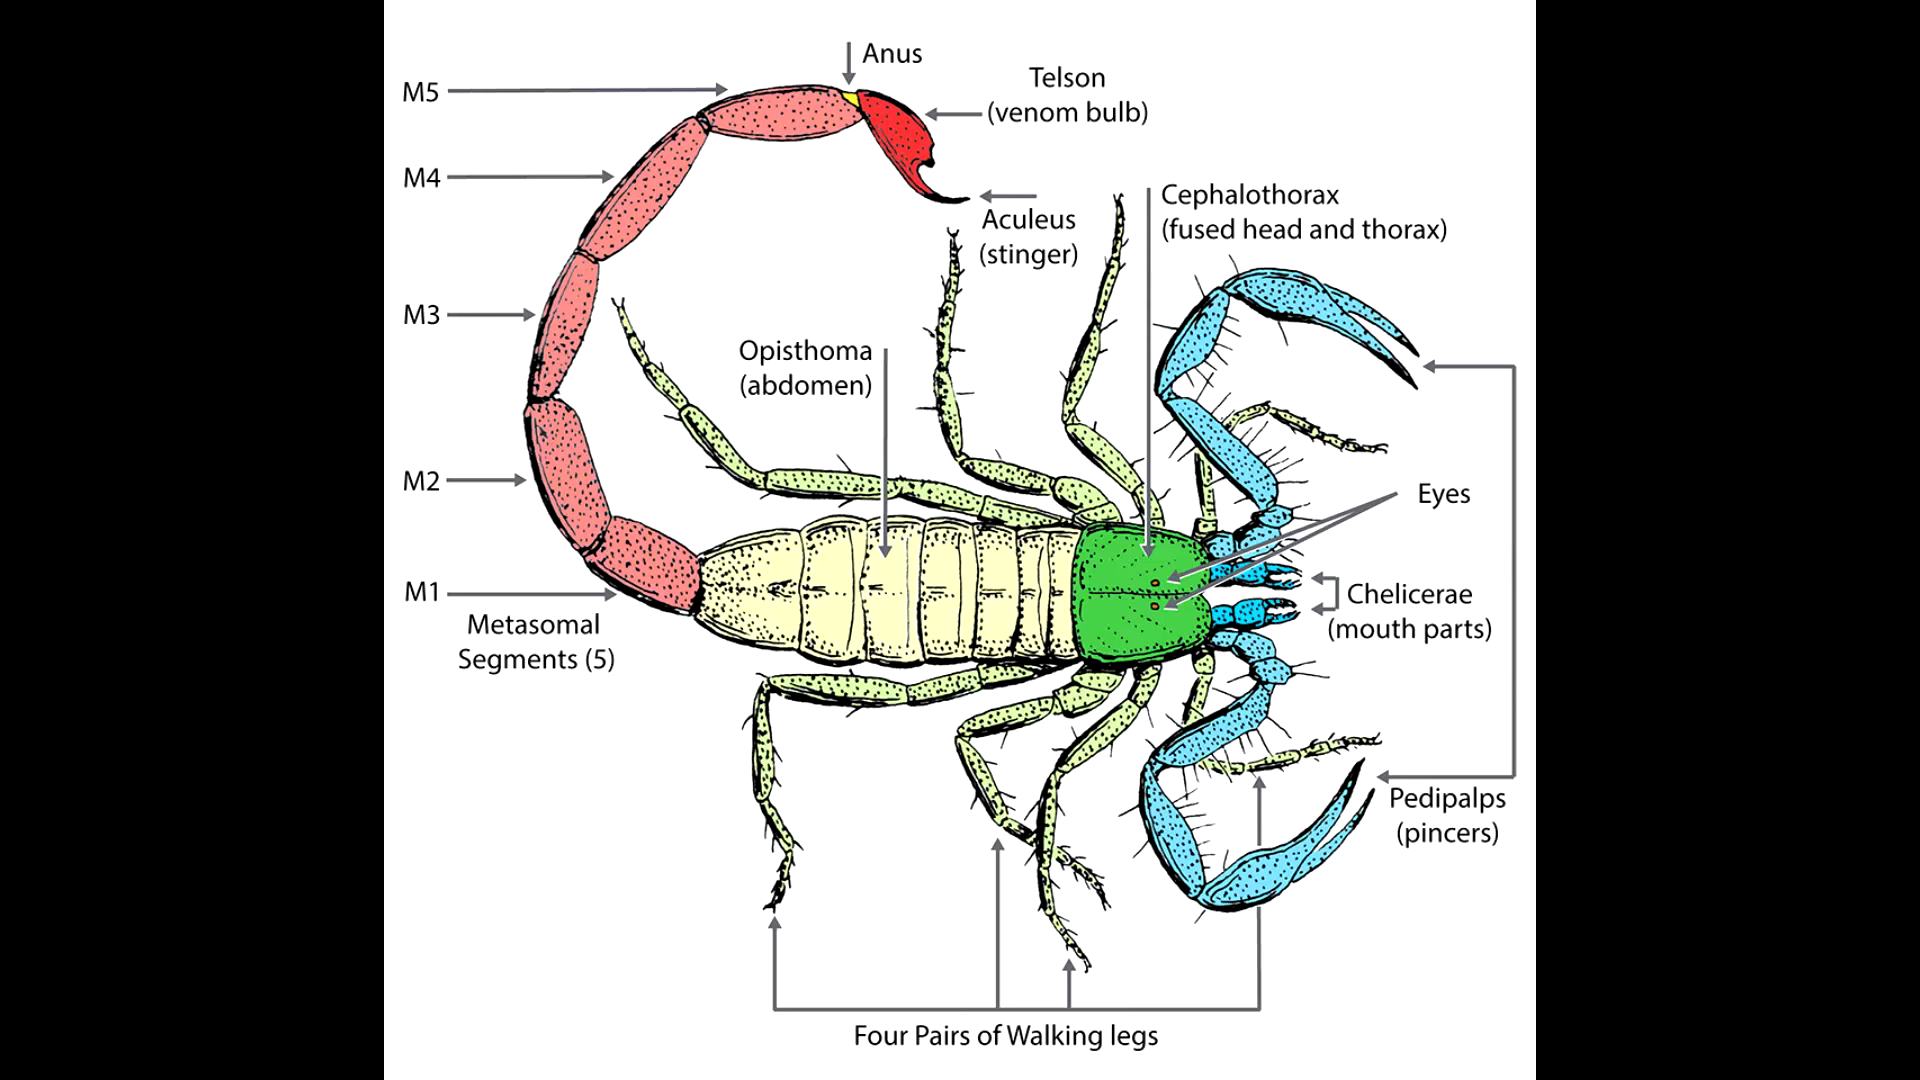 Anus
M5
Telson
(venom bulb)
M4
Cephalothorax
(fused head and thorax)
Aculeus
(stinger)
M3
Opisthoma
(abdomen)
M2
Eyes
M1
Chelicerae
(mouth parts)
Metasomal
Segments (5)
Pedipalps
(pincers)
Four Pairs of Walking legs